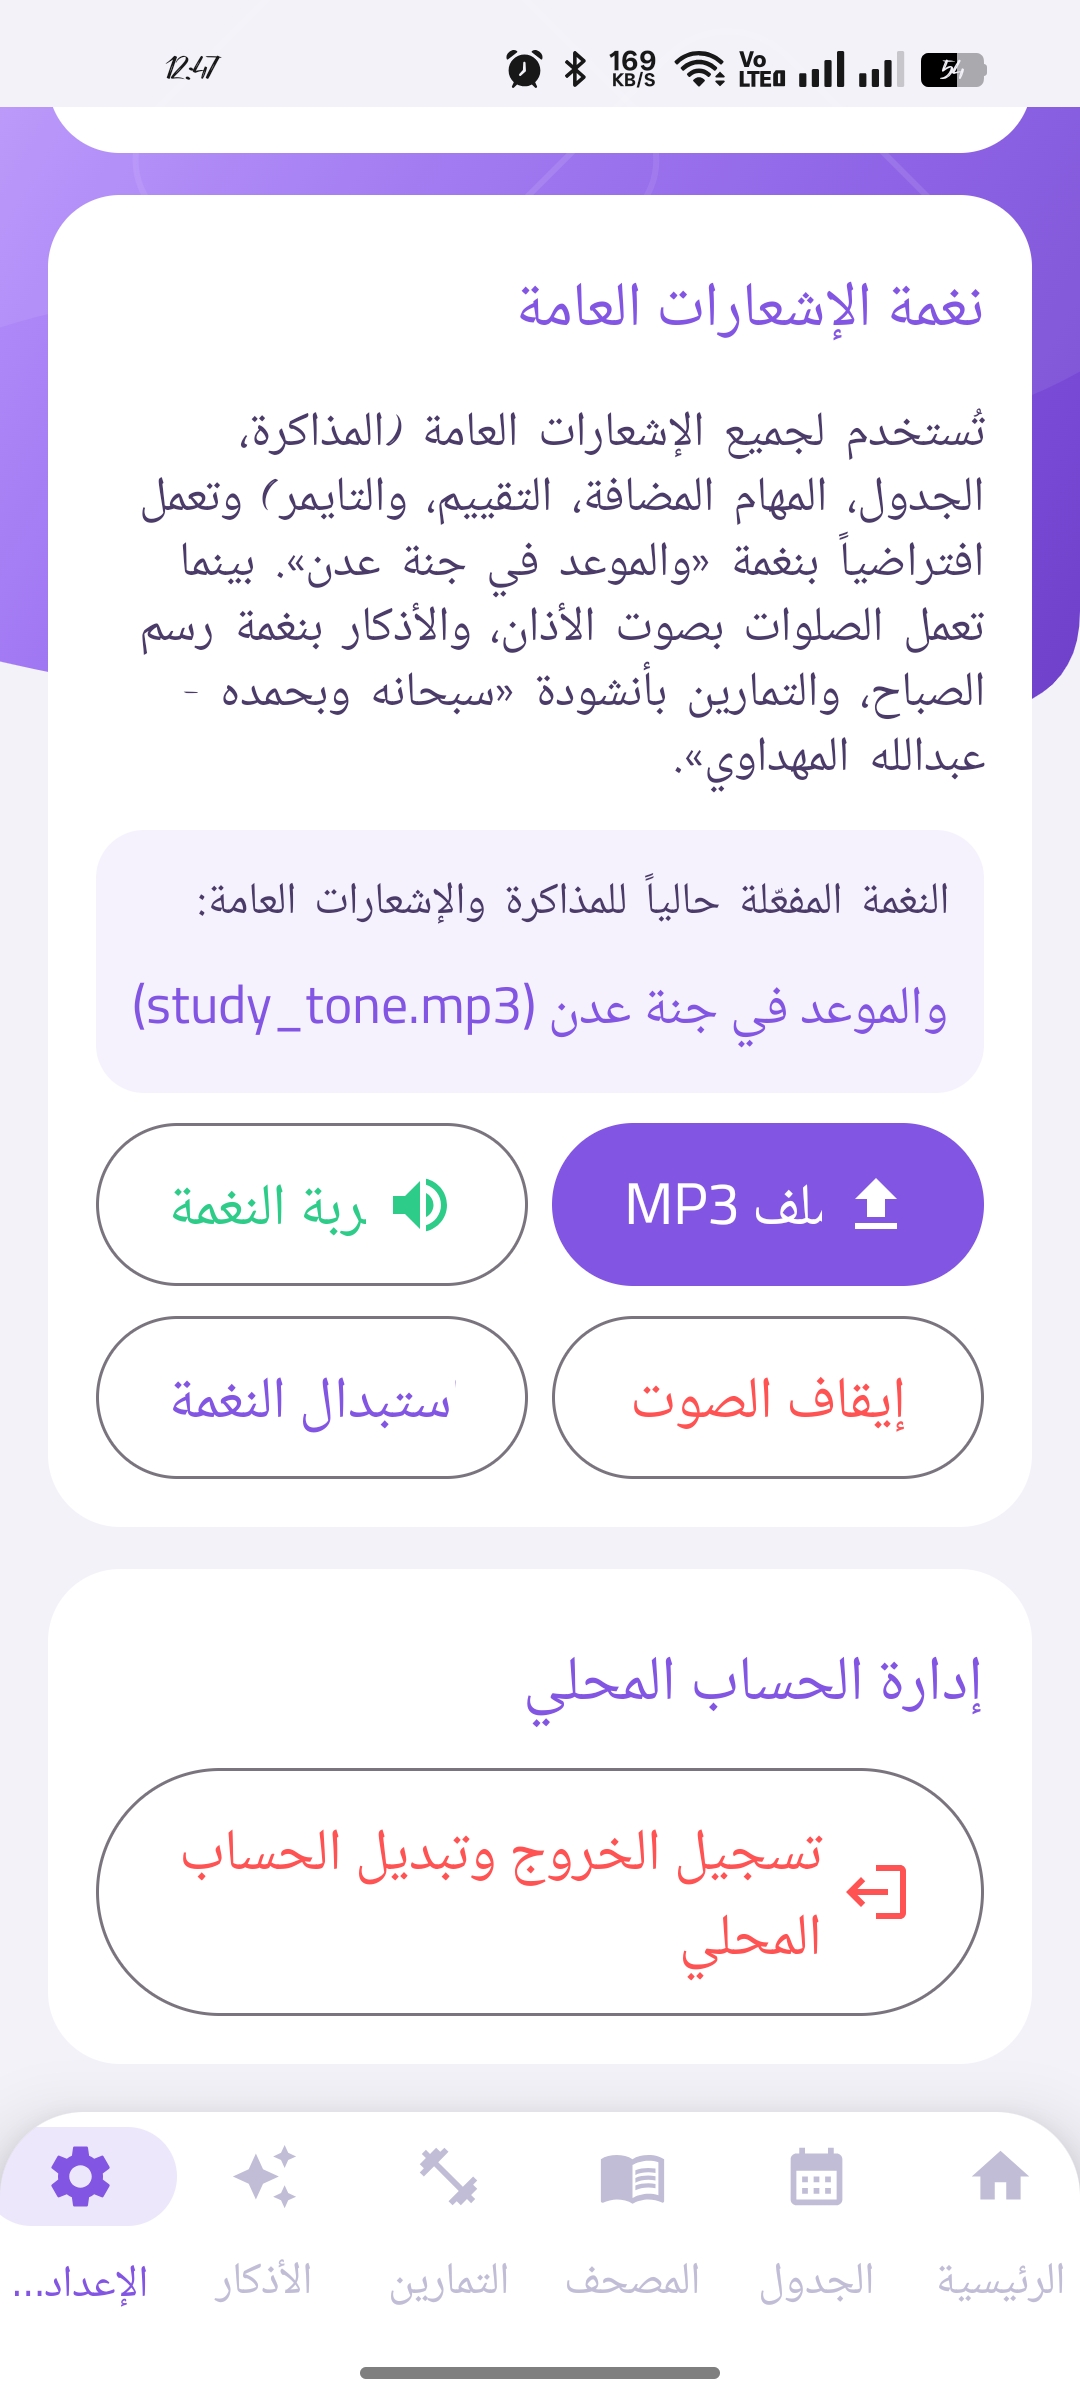 12:47
169 KB/S
Vo LTE
54
نغمة الإشعارات العامة
تُستخدم لجميع الإشعارات العامة (المذاكرة،
الجدول، المهام المضافة، التقييم، والتايمر) وتعمل
افتراضياً بنغمة «والموعد في جنة عدن». بينما
تعمل الصلوات بصوت الأذان، والأذكار بنغمة رسم
الصباح، والتمارين بأنشودة «سبحانه وبحمده -
عبدالله المهداوي».
النغمة المفعّلة حالياً للمذاكرة والإشعارات العامة:
والموعد في جنة عدن (study_tone.mp3)
ملف MP3
ربة النغمة
إيقاف الصوت
ستبدال النغمة
إدارة الحساب المحلي
تسجيل الخروج وتبديل الحساب
المحلي
الرئيسية
الجدول
المصحف
التمارين
الأذكار
الإعداد...